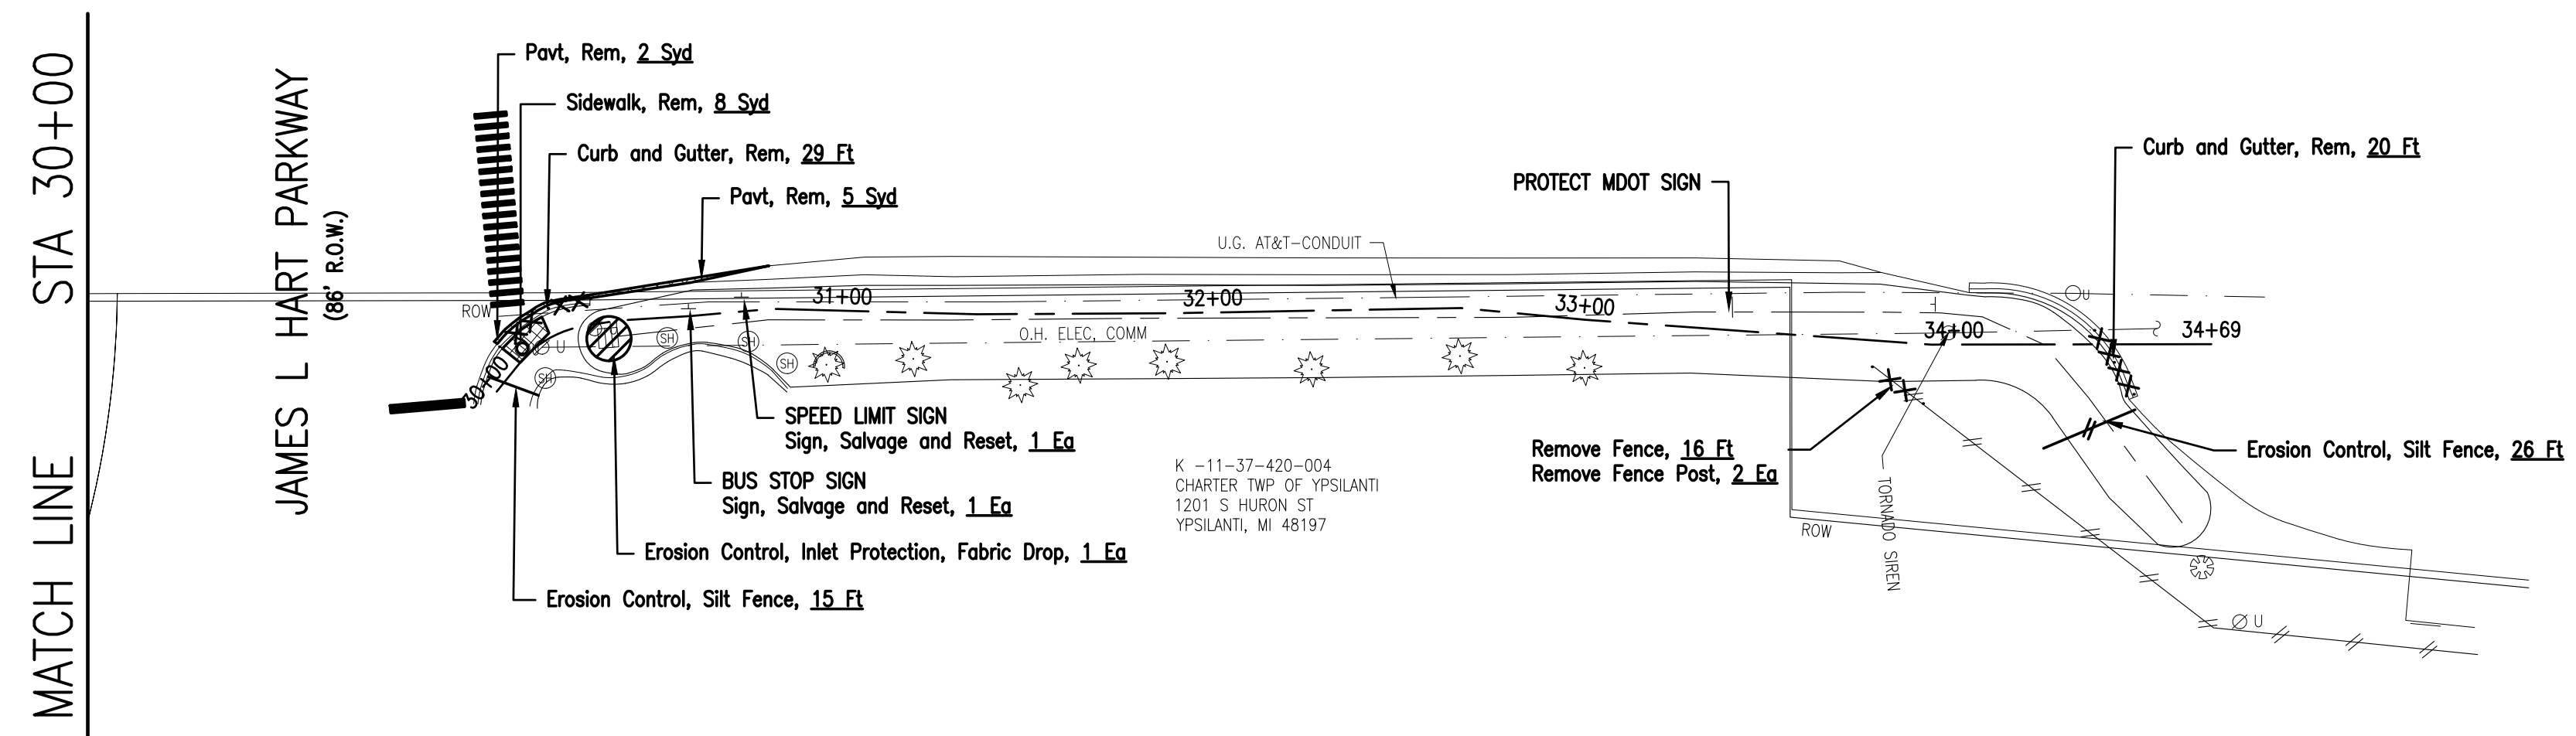 MATCH LINE STA 30+00
JAMES L HART PARKWAY
(86' R.O.W.)
Pavt, Rem, 2 Syd
Sidewalk, Rem, 8 Syd
Curb and Gutter, Rem, 29 Ft
Pavt, Rem, 5 Syd
PROTECT MDOT SIGN
Curb and Gutter, Rem, 20 Ft
U.G. AT&T-CONDUIT
ROW
30+00
31+00
32+00
33+00
34+00
34+69
O.H. ELEC, COMM
U
U
SH
SH
SH
SH
SPEED LIMIT SIGN
Sign, Salvage and Reset, 1 Ea
BUS STOP SIGN
Sign, Salvage and Reset, 1 Ea
Erosion Control, Inlet Protection, Fabric Drop, 1 Ea
Erosion Control, Silt Fence, 15 Ft
K -11-37-420-004
CHARTER TWP OF YPSILANTI
1201 S HURON ST
YPSILANTI, MI 48197
Remove Fence, 16 Ft
Remove Fence Post, 2 Ea
TORNADO SIREN
ROW
Erosion Control, Silt Fence, 26 Ft
U